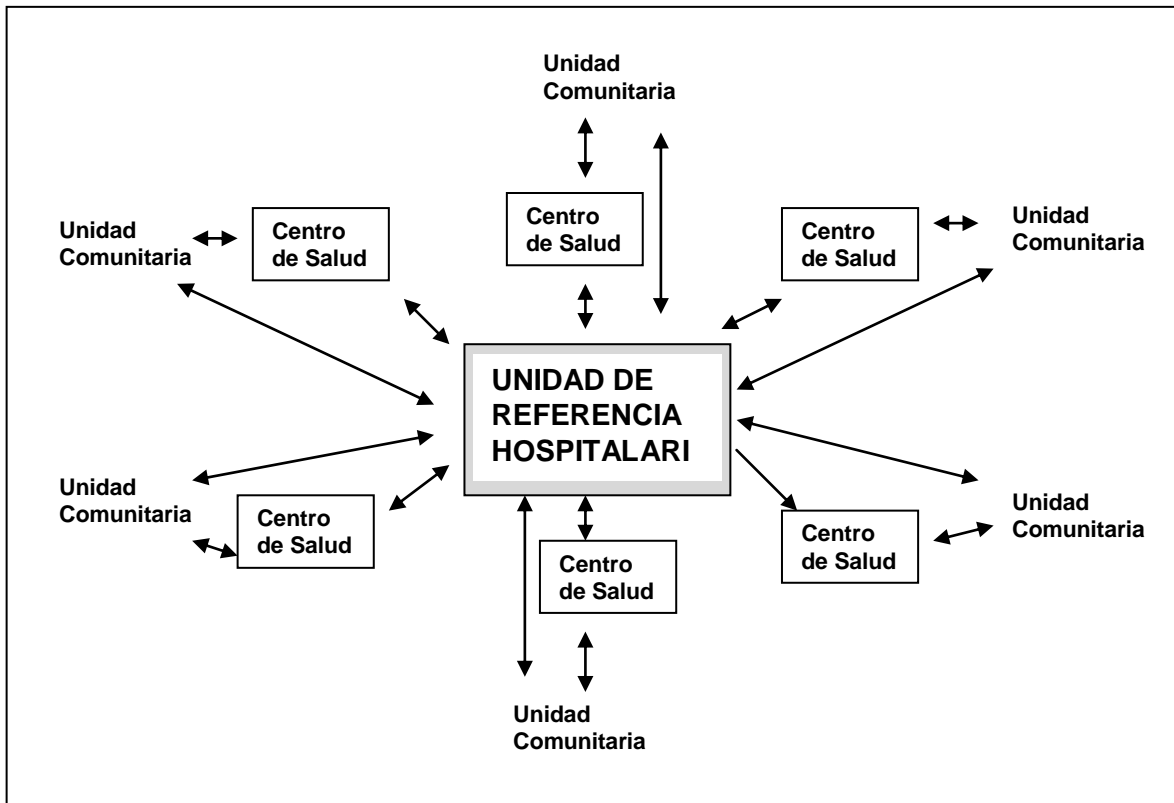 Unidad
Comunitaria
Unidad
Comunitaria
Centro
de Salud
Centro
de Salud
Centro
de Salud
Unidad
Comunitaria
UNIDAD DE
REFERENCIA
HOSPITALARI
Unidad
Comunitaria
Centro
de Salud
Centro
de Salud
Centro
de Salud
Unidad
Comunitaria
Unidad
Comunitaria